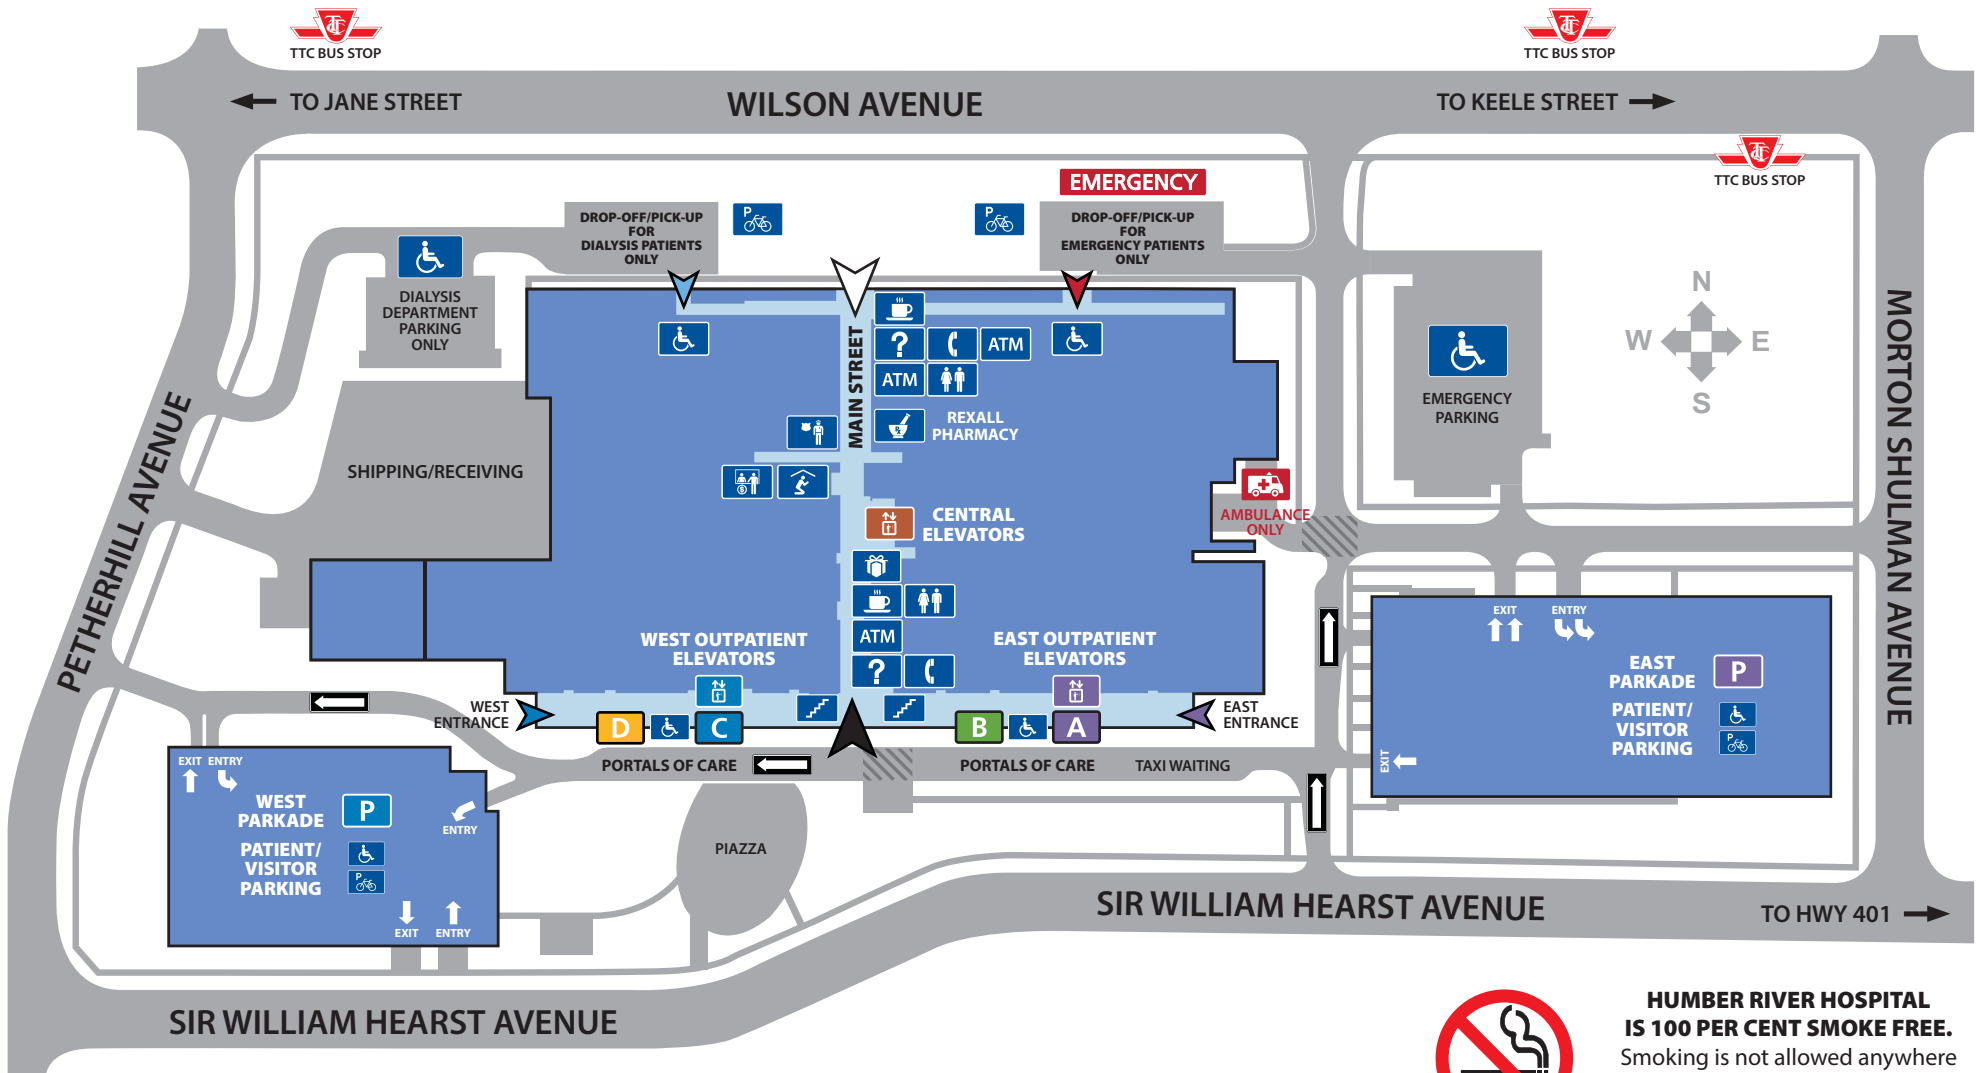 TTC
TTC BUS STOP
TTC
TTC BUS STOP
TO JANE STREET
WILSON AVENUE
TO KEELE STREET
TTC
TTC BUS STOP
EMERGENCY
P
P
DROP-OFF/PICK-UP
FOR
DIALYSIS PATIENTS
ONLY
DROP-OFF/PICK-UP
FOR
EMERGENCY PATIENTS
ONLY
DIALYSIS
DEPARTMENT
PARKING
ONLY
MAIN STREET
?
ATM
ATM
REXALL
PHARMACY
N
W
E
S
EMERGENCY
PARKING
MORTON SHULMAN AVENUE
PETHERHILL AVENUE
SHIPPING/RECEIVING
AMBULANCE
ONLY
CENTRAL
ELEVATORS
ATM
?
WEST OUTPATIENT
ELEVATORS
EAST OUTPATIENT
ELEVATORS
EXIT
ENTRY
EAST
PARKADE
P
PATIENT/
VISITOR
PARKING
P
EXIT
WEST
ENTRANCE
EAST
ENTRANCE
D
C
B
A
PORTALS OF CARE
PORTALS OF CARE
TAXI WAITING
EXIT
ENTRY
WEST
PARKADE
P
ENTRY
PATIENT/
VISITOR
PARKING
P
EXIT
ENTRY
PIAZZA
SIR WILLIAM HEARST AVENUE
TO HWY 401
SIR WILLIAM HEARST AVENUE
HUMBER RIVER HOSPITAL
IS 100 PER CENT SMOKE FREE.
Smoking is not allowed anywhere